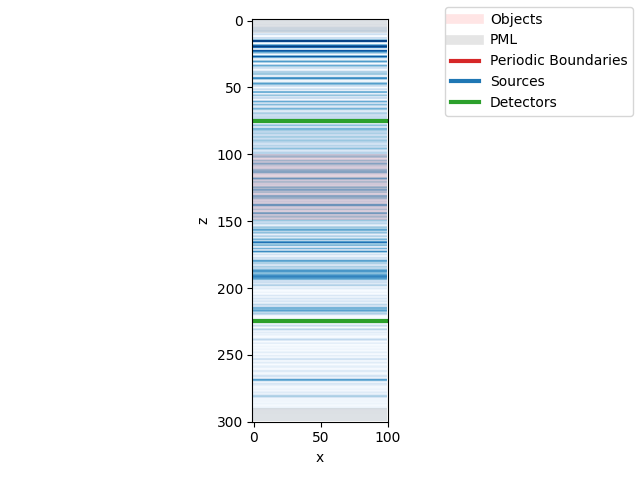 Objects
PML
Periodic Boundaries
Sources
Detectors
0
50
100
150
200
250
300
z
0 50 100
x